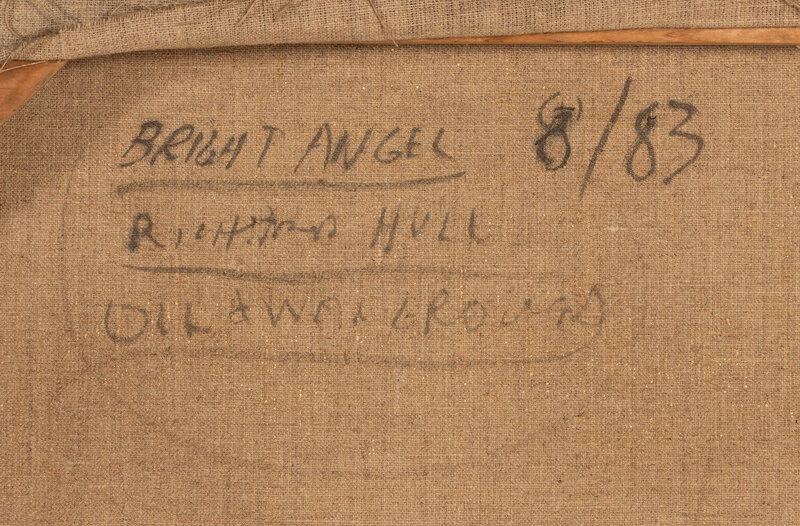 BRIGHT ANGEL 8/83
RICHARD HULL
OIL & WAX GROUND